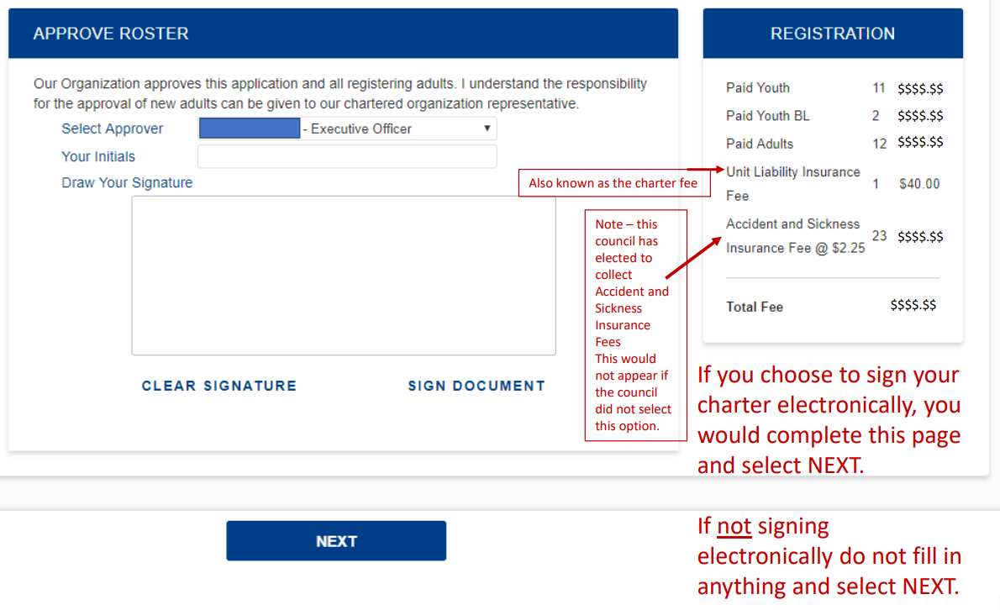 APPROVE ROSTER
Our Organization approves this application and all registering adults. I understand the responsibility
for the approval of new adults can be given to our chartered organization representative.
Select Approver
- Executive Officer
Your Initials
Draw Your Signature
CLEAR SIGNATURE
SIGN DOCUMENT
Also known as the charter fee
Note – this
council has
elected to
collect
Accident and
Sickness
Insurance
Fees
This would
not appear if
the council
did not select
this option.
REGISTRATION
Paid Youth 11 $$$$.$$
Paid Youth BL 2 $$$$.$$
Paid Adults 12 $$$$.$$
Unit Liability Insurance
Fee 1 $40.00
Accident and Sickness
Insurance Fee @ $2.25 23 $$$$.$$
Total Fee $$$$.$$
If you choose to sign your
charter electronically, you
would complete this page
and select NEXT.
NEXT
If not signing
electronically do not fill in
anything and select NEXT.